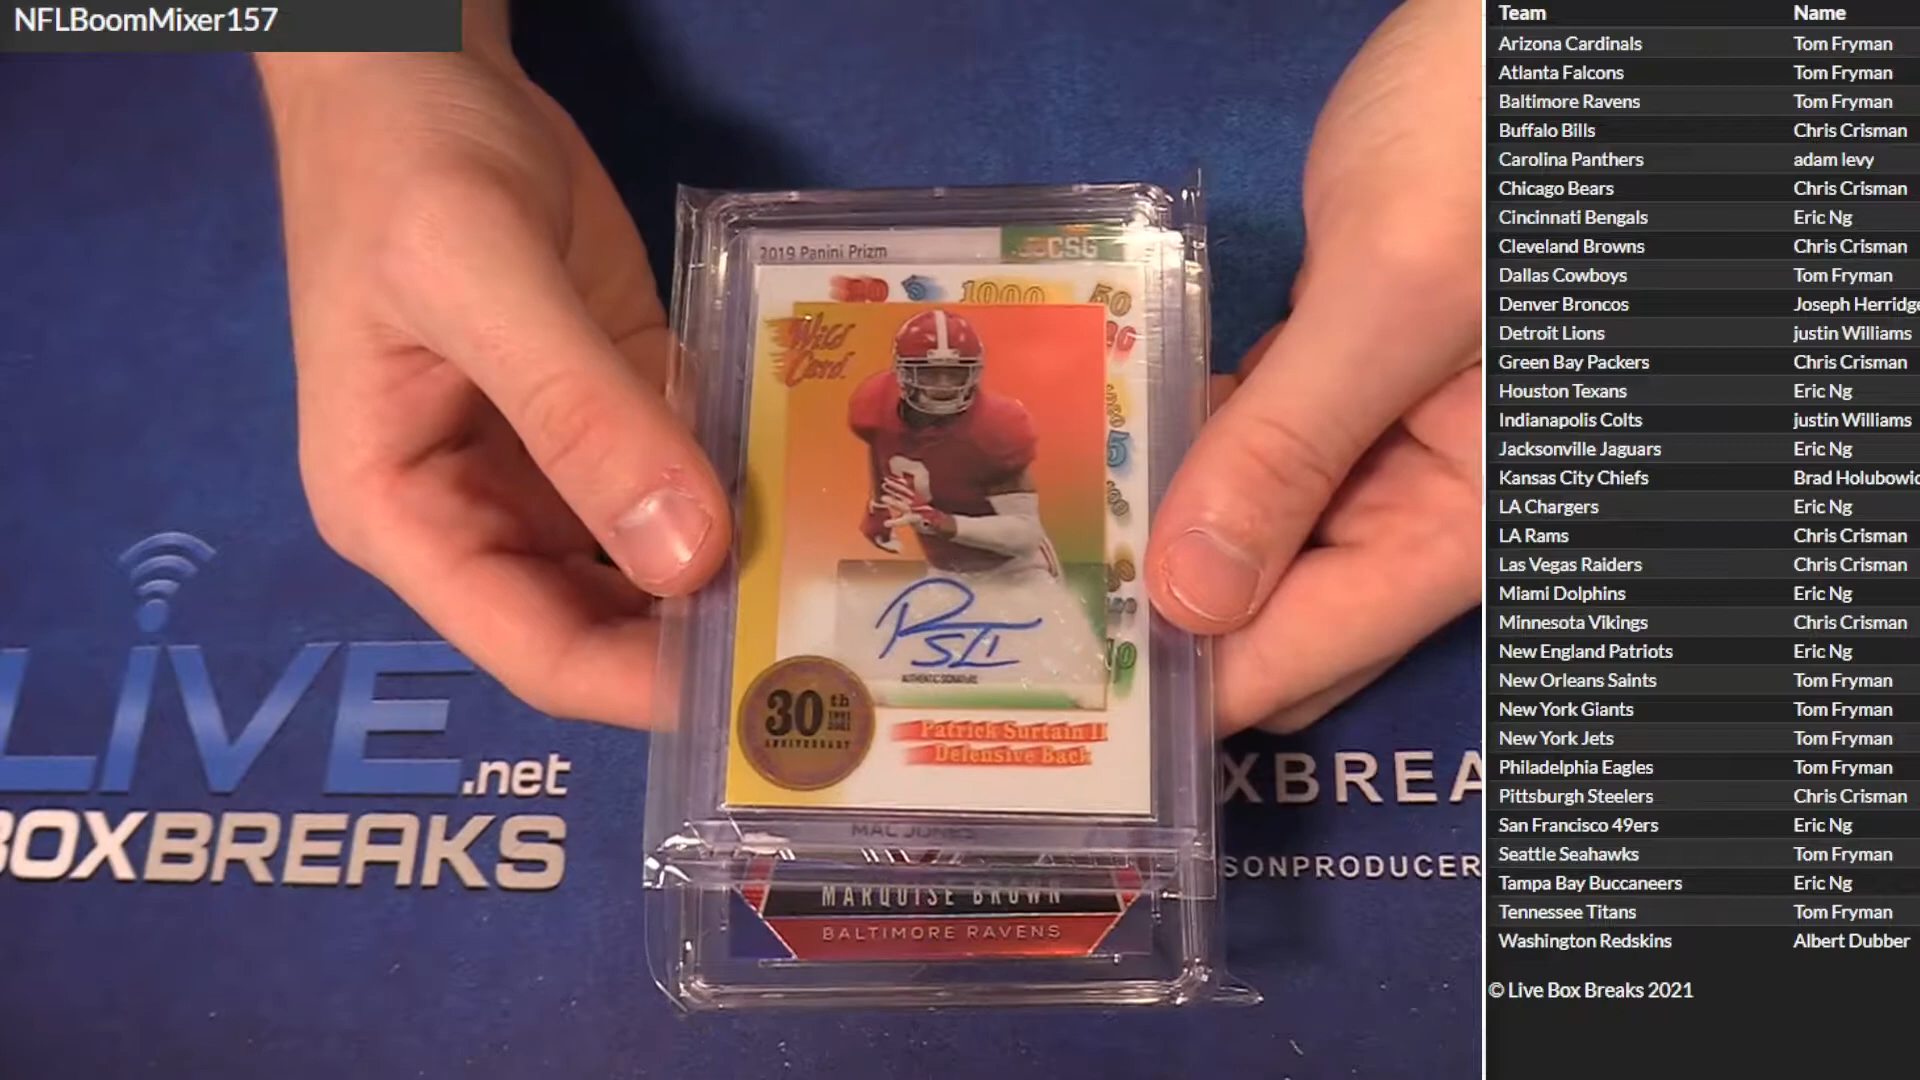 NFLBoomMixer157
2019 Panini Prizm
CSG
1000 50
Wild
Card
5
10
AUTHENTIC SIGNATURE
30th
1991
2021
ANNIVERSARY
Patrick Surtain II
Defensive Back
MAC JONES
MARQUISE BROWN
BALTIMORE RAVENS
LIVE.net
BOXBREAKS
XBREA
SONPRODUCER
Team Name
Arizona Cardinals Tom Fryman
Atlanta Falcons Tom Fryman
Baltimore Ravens Tom Fryman
Buffalo Bills Chris Crisman
Carolina Panthers adam levy
Chicago Bears Chris Crisman
Cincinnati Bengals Eric Ng
Cleveland Browns Chris Crisman
Dallas Cowboys Tom Fryman
Denver Broncos Joseph Herridge
Detroit Lions justin Williams
Green Bay Packers Chris Crisman
Houston Texans Eric Ng
Indianapolis Colts justin Williams
Jacksonville Jaguars Eric Ng
Kansas City Chiefs Brad Holubowic
LA Chargers Eric Ng
LA Rams Chris Crisman
Las Vegas Raiders Chris Crisman
Miami Dolphins Eric Ng
Minnesota Vikings Chris Crisman
New England Patriots Eric Ng
New Orleans Saints Tom Fryman
New York Giants Tom Fryman
New York Jets Tom Fryman
Philadelphia Eagles Tom Fryman
Pittsburgh Steelers Chris Crisman
San Francisco 49ers Eric Ng
Seattle Seahawks Tom Fryman
Tampa Bay Buccaneers Eric Ng
Tennessee Titans Tom Fryman
Washington Redskins Albert Dubber
© Live Box Breaks 2021